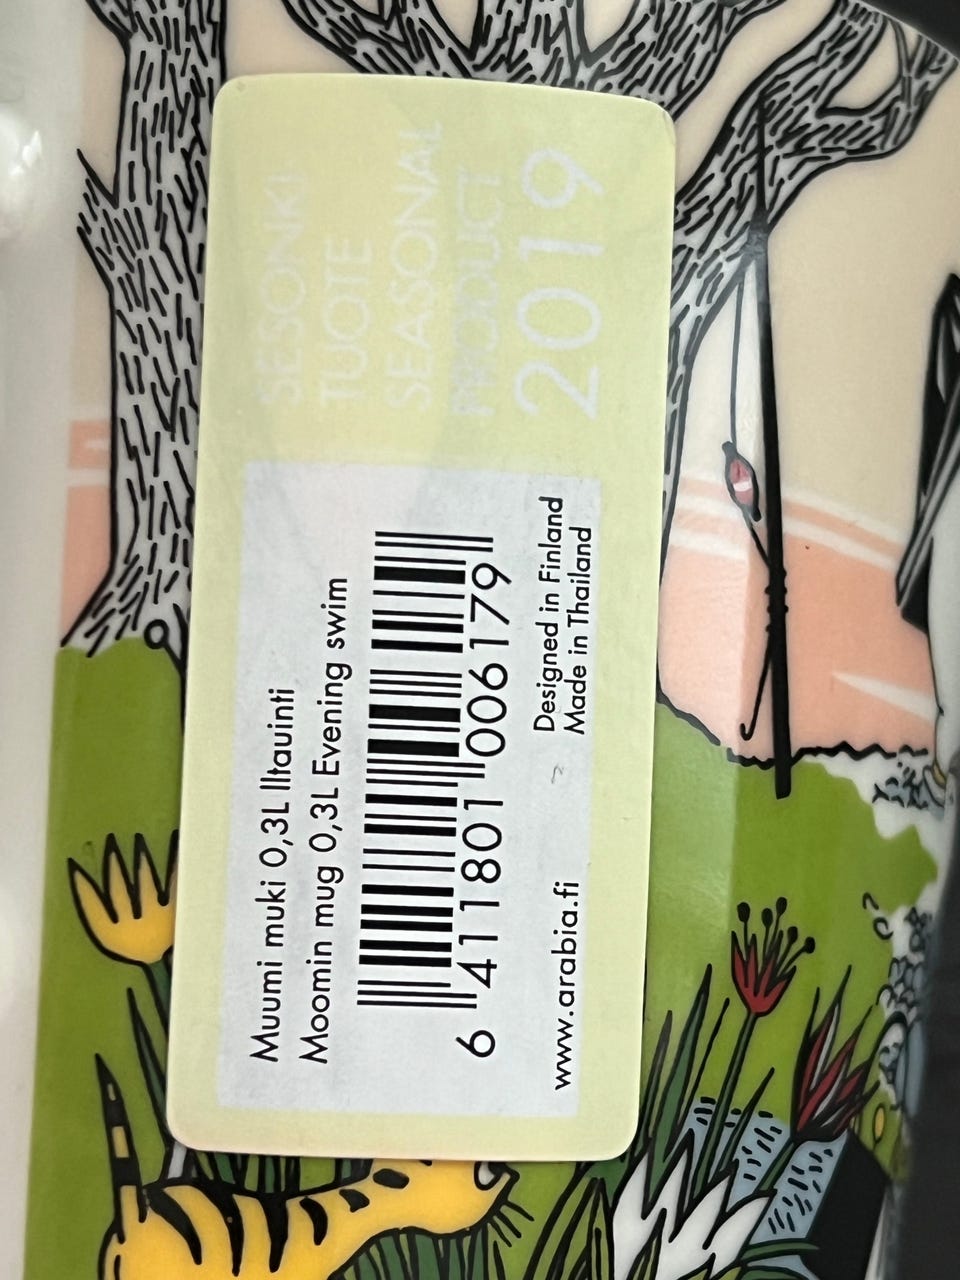 Muumi muki 0,3L Iltauinti
Moomin mug 0,3L Evening swim
6 411801 006179
www.arabia.fi
Designed in Finland
Made in Thailand
SESONKI
TUOTE
SEASONAL
PRODUCT
2019